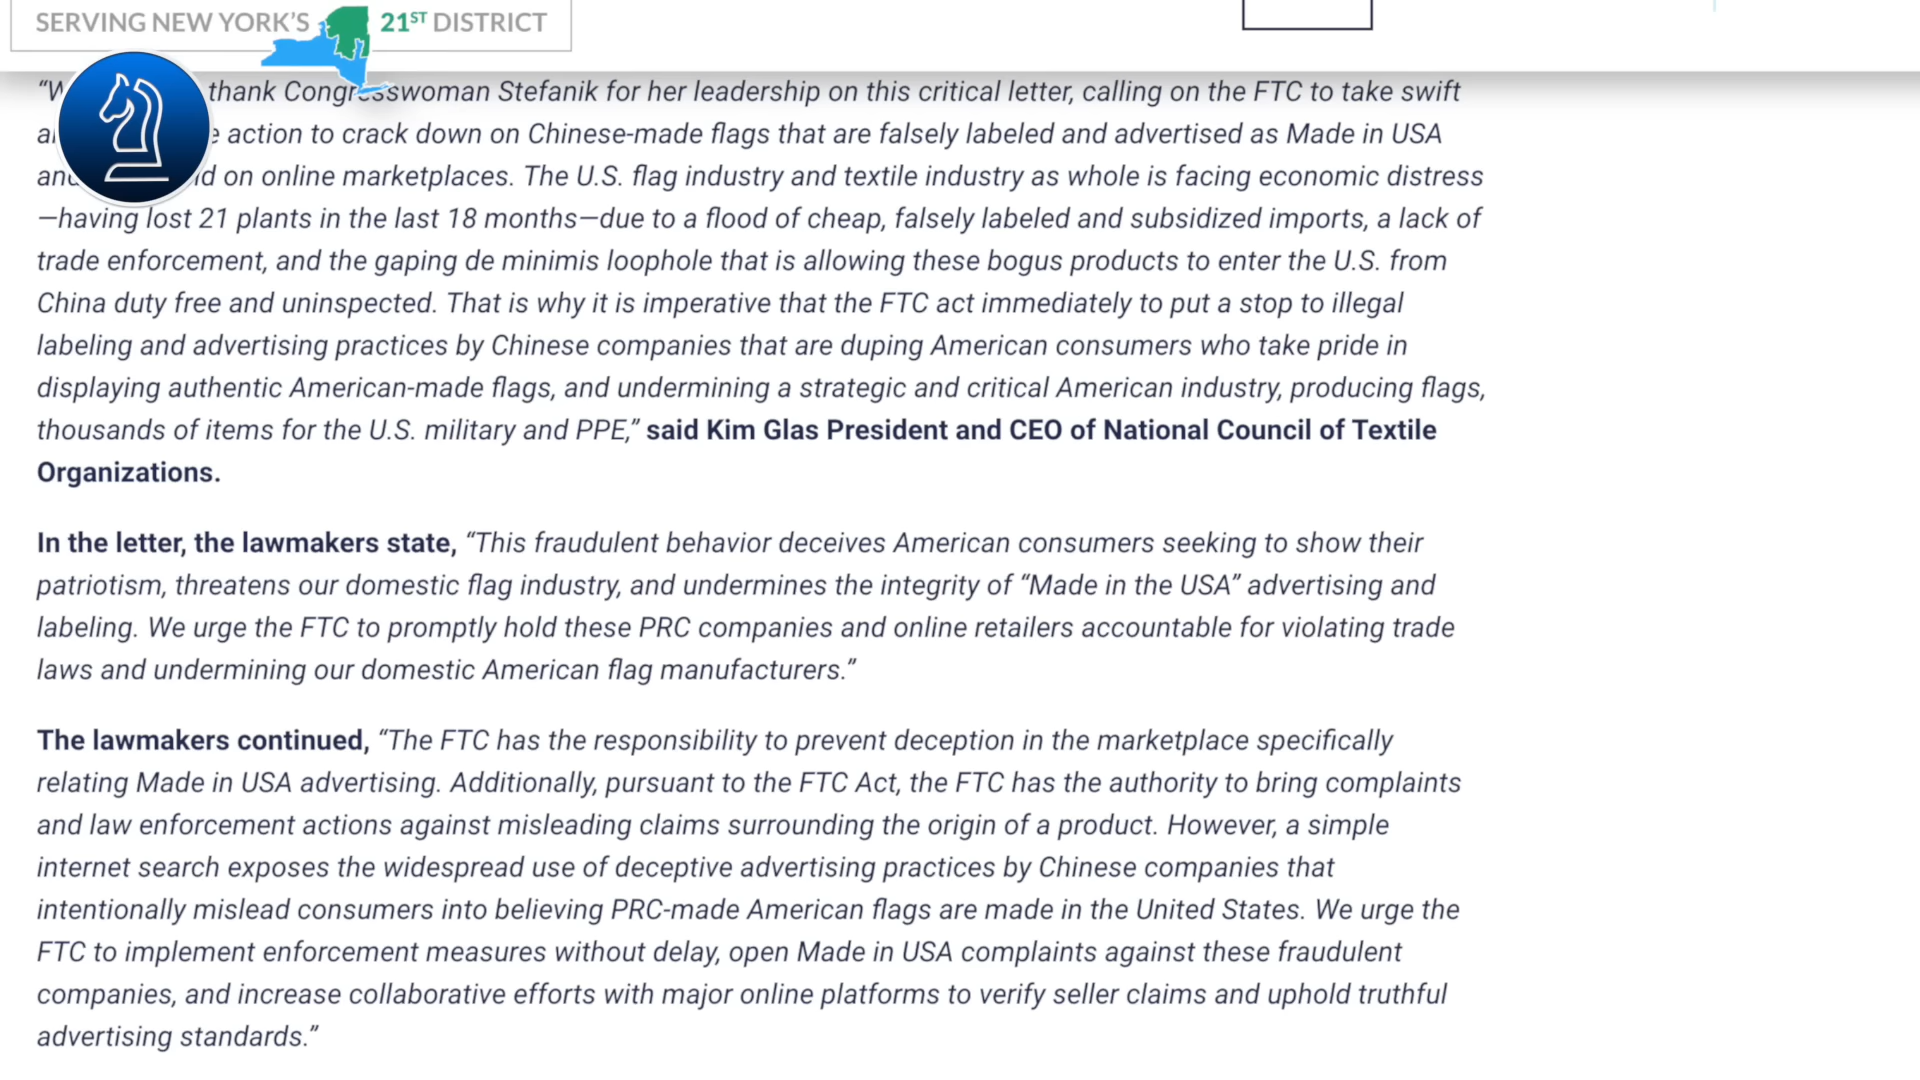 SERVING NEW YORK'S 21ST DISTRICT
“W thank Congresswoman Stefanik for her leadership on this critical letter, calling on the FTC to take swift
action to crack down on Chinese-made flags that are falsely labeled and advertised as Made in USA
on online marketplaces. The U.S. flag industry and textile industry as whole is facing economic distress
—having lost 21 plants in the last 18 months—due to a flood of cheap, falsely labeled and subsidized imports, a lack of
trade enforcement, and the gaping de minimis loophole that is allowing these bogus products to enter the U.S. from
China duty free and uninspected. That is why it is imperative that the FTC act immediately to put a stop to illegal
labeling and advertising practices by Chinese companies that are duping American consumers who take pride in
displaying authentic American-made flags, and undermining a strategic and critical American industry, producing flags,
thousands of items for the U.S. military and PPE,” said Kim Glas President and CEO of National Council of Textile
Organizations.
In the letter, the lawmakers state, “This fraudulent behavior deceives American consumers seeking to show their
patriotism, threatens our domestic flag industry, and undermines the integrity of “Made in the USA” advertising and
labeling. We urge the FTC to promptly hold these PRC companies and online retailers accountable for violating trade
laws and undermining our domestic American flag manufacturers.”
The lawmakers continued, “The FTC has the responsibility to prevent deception in the marketplace specifically
relating Made in USA advertising. Additionally, pursuant to the FTC Act, the FTC has the authority to bring complaints
and law enforcement actions against misleading claims surrounding the origin of a product. However, a simple
internet search exposes the widespread use of deceptive advertising practices by Chinese companies that
intentionally mislead consumers into believing PRC-made American flags are made in the United States. We urge the
FTC to implement enforcement measures without delay, open Made in USA complaints against these fraudulent
companies, and increase collaborative efforts with major online platforms to verify seller claims and uphold truthful
advertising standards.”